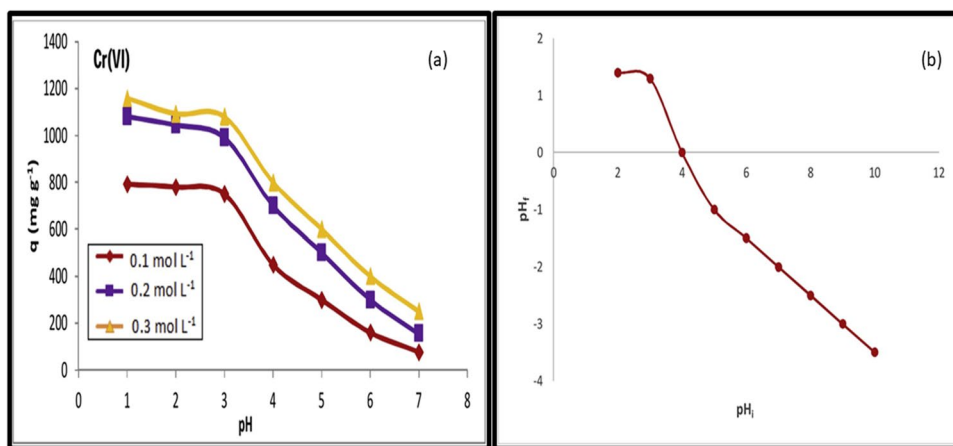 Cr(VI)
(a)
q (mg g⁻¹)
1400
1200
1000
800
600
400
200
0
0.1 mol L⁻¹
0.2 mol L⁻¹
0.3 mol L⁻¹
0 1 2 3 4 5 6 7 8
pH
(b)
pHf
2
1
0
-1
-2
-3
-4
0 2 4 6 8 10 12
pHi